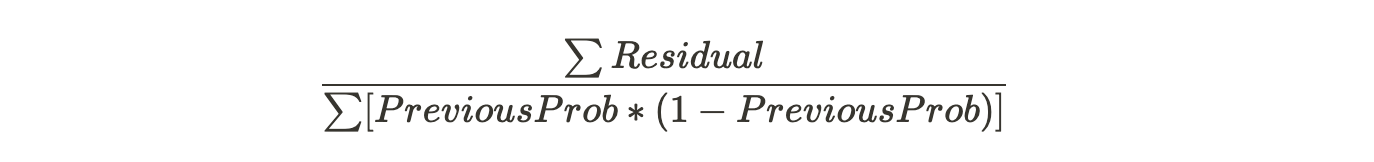 ∑ Residual
∑[PreviousProb ∗ (1 − PreviousProb)]